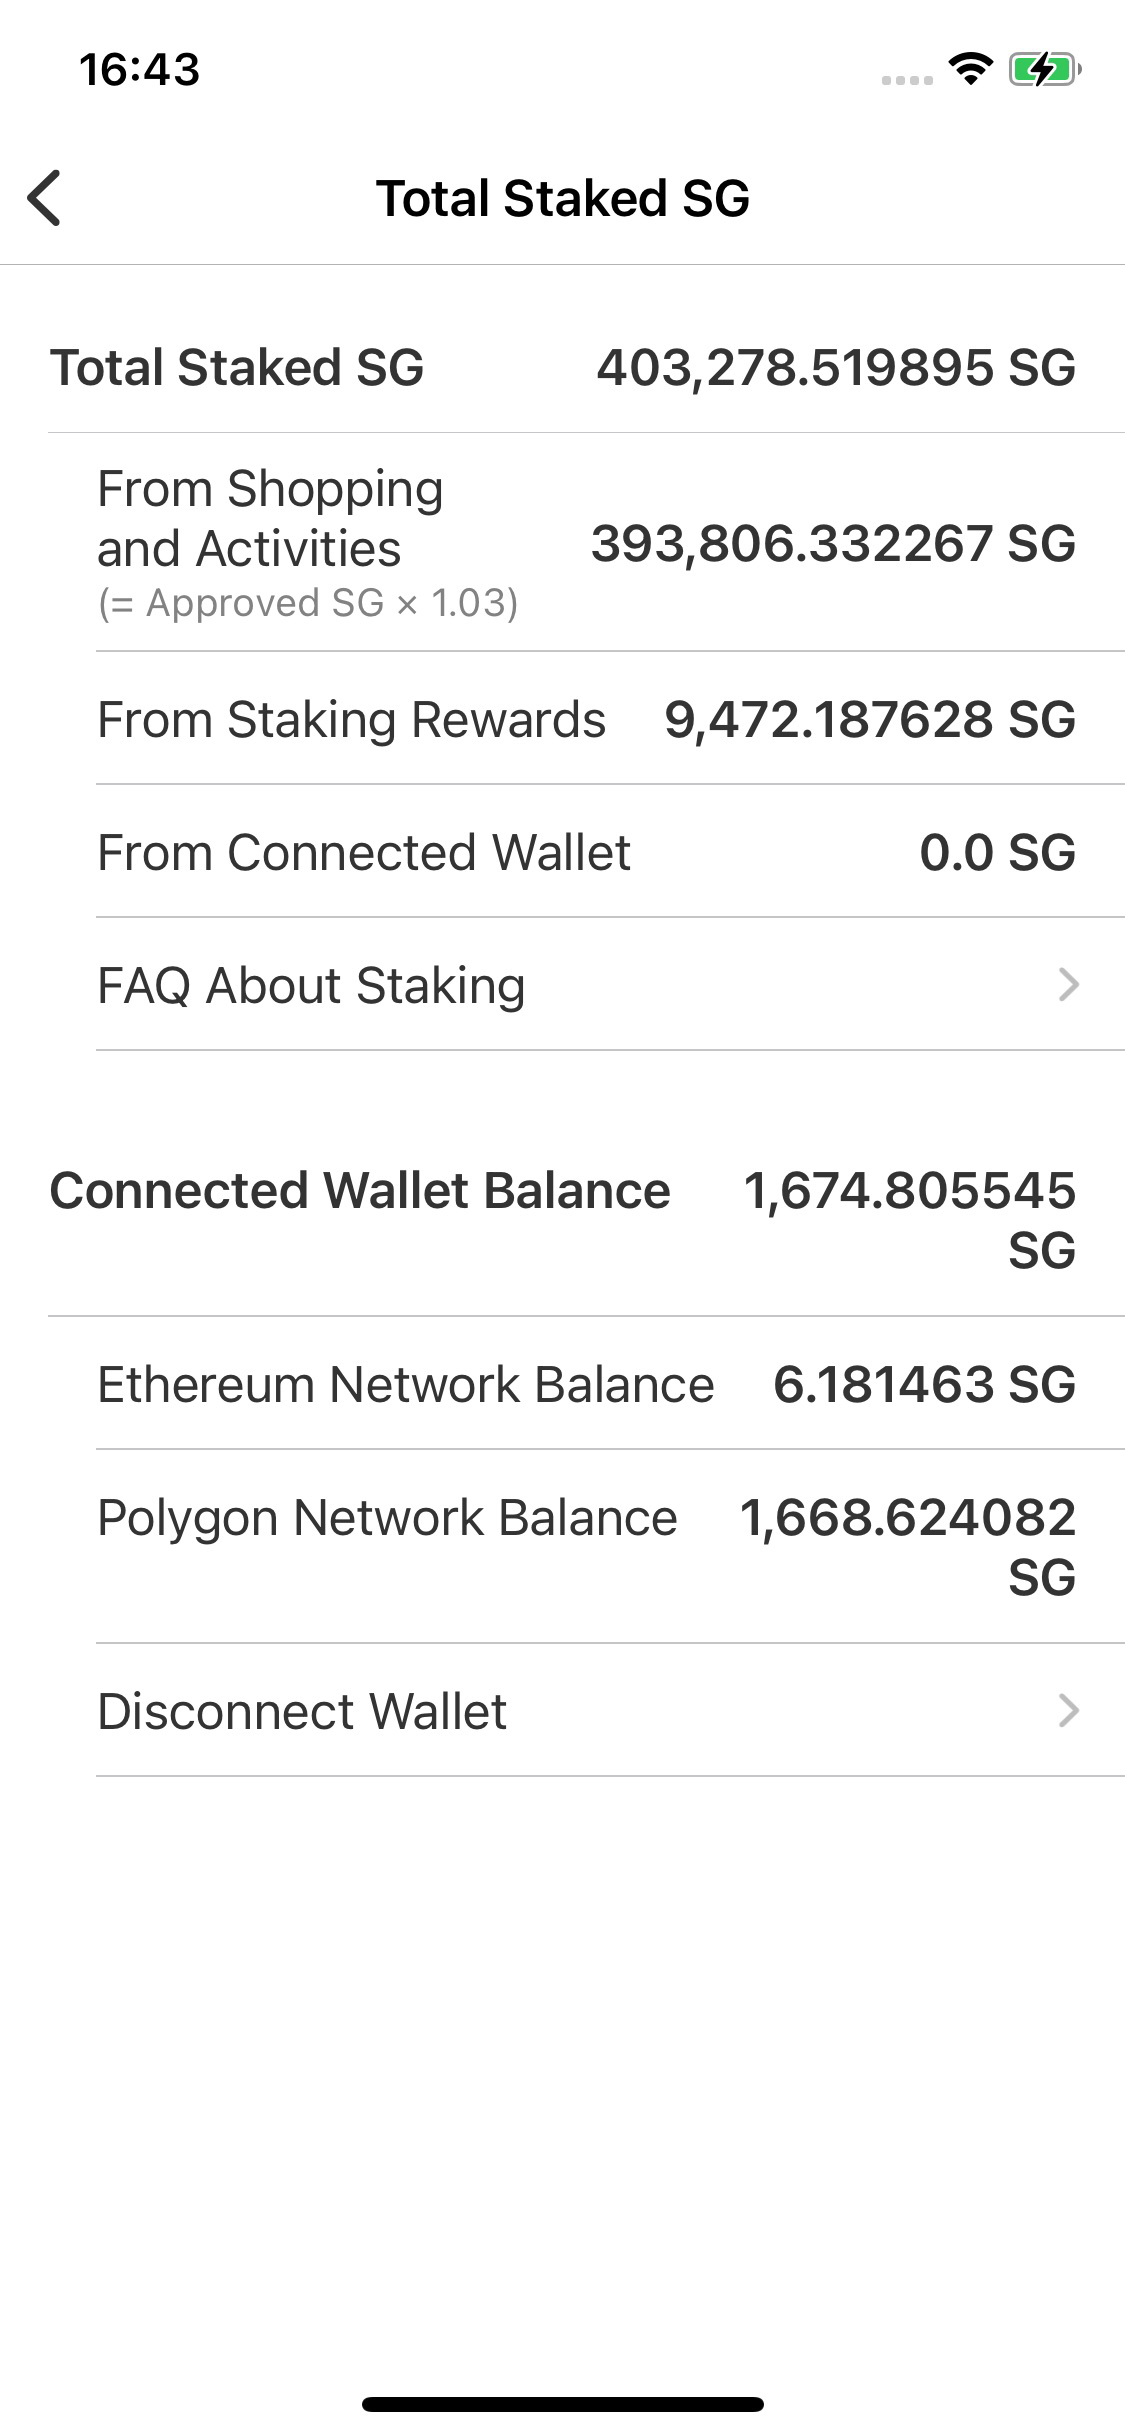 16:43
Total Staked SG
Total Staked SG 403,278.519895 SG
From Shopping
and Activities 393,806.332267 SG
(= Approved SG × 1.03)
From Staking Rewards 9,472.187628 SG
From Connected Wallet 0.0 SG
FAQ About Staking
Connected Wallet Balance 1,674.805545
SG
Ethereum Network Balance 6.181463 SG
Polygon Network Balance 1,668.624082
SG
Disconnect Wallet